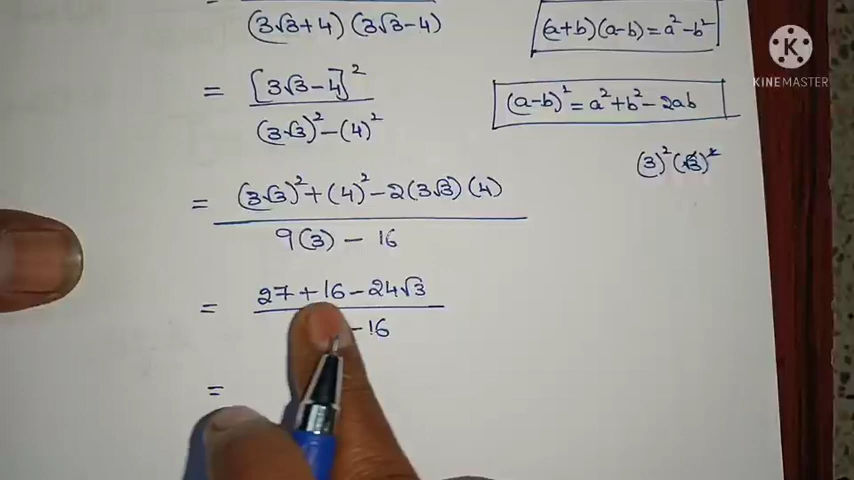 =
(3√3+4) (3√3-4)
(a+b)(a-b) = a²-b²
K
KINEMASTER
= [3√3-4]²
(3√3)²-(4)²
(a-b)² = a²+b²-2ab
(3)²(√3)²
= (3√3)²+(4)²-2(3√3)(4)
9(3) - 16
= 27+16-24√3
-16
=